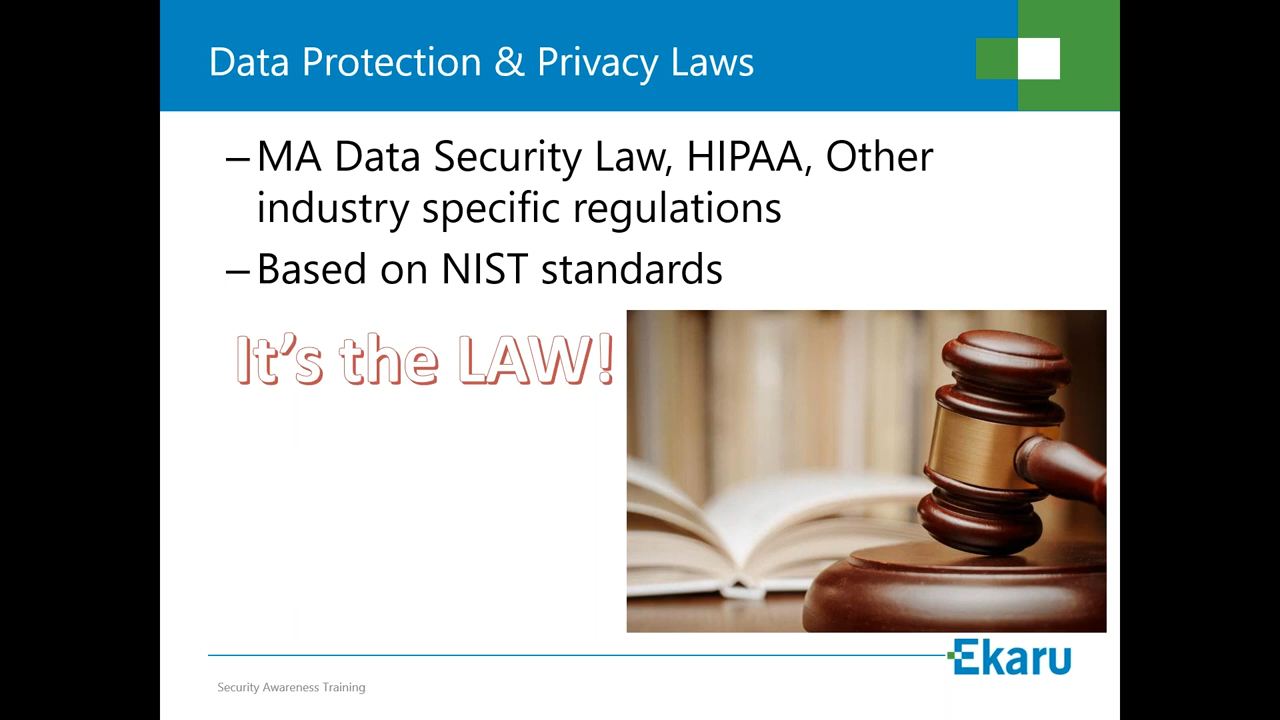 Data Protection & Privacy Laws
– MA Data Security Law, HIPAA, Other
industry specific regulations
– Based on NIST standards
It’s the LAW!
Ekaru
Security Awareness Training